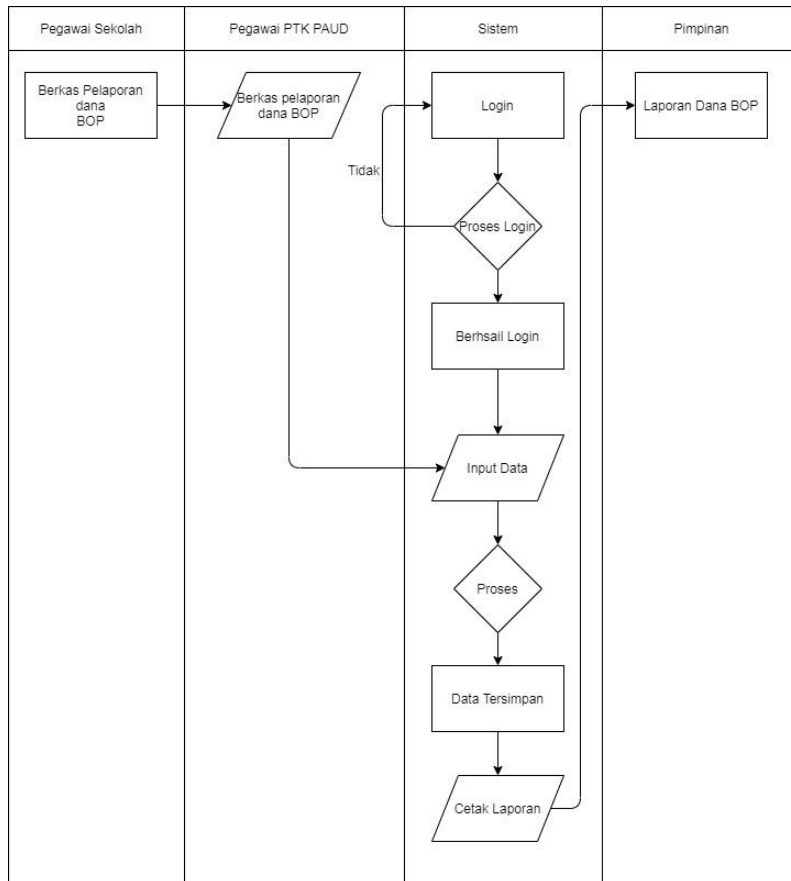 Pegawai Sekolah
Pegawai PTK PAUD
Sistem
Pimpinan
Berkas Pelaporan
dana
BOP
Berkas pelaporan
dana BOP
Login
Laporan Dana BOP
Tidak
Proses Login
Berhsail Login
Input Data
Proses
Data Tersimpan
Cetak Laporan